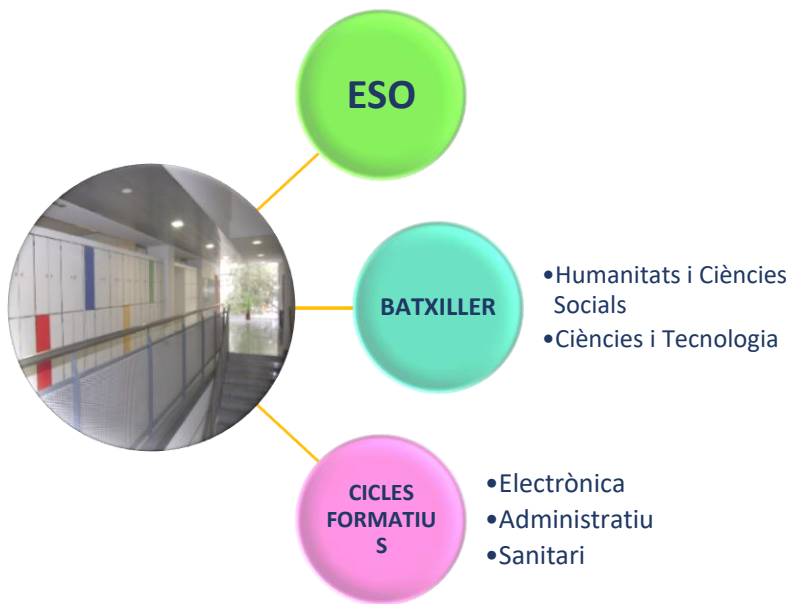 ESO
BATXILLER
•Humanitats i Ciències
Socials
•Ciències i Tecnologia
CICLES
FORMATIU
S
•Electrònica
•Administratiu
•Sanitari